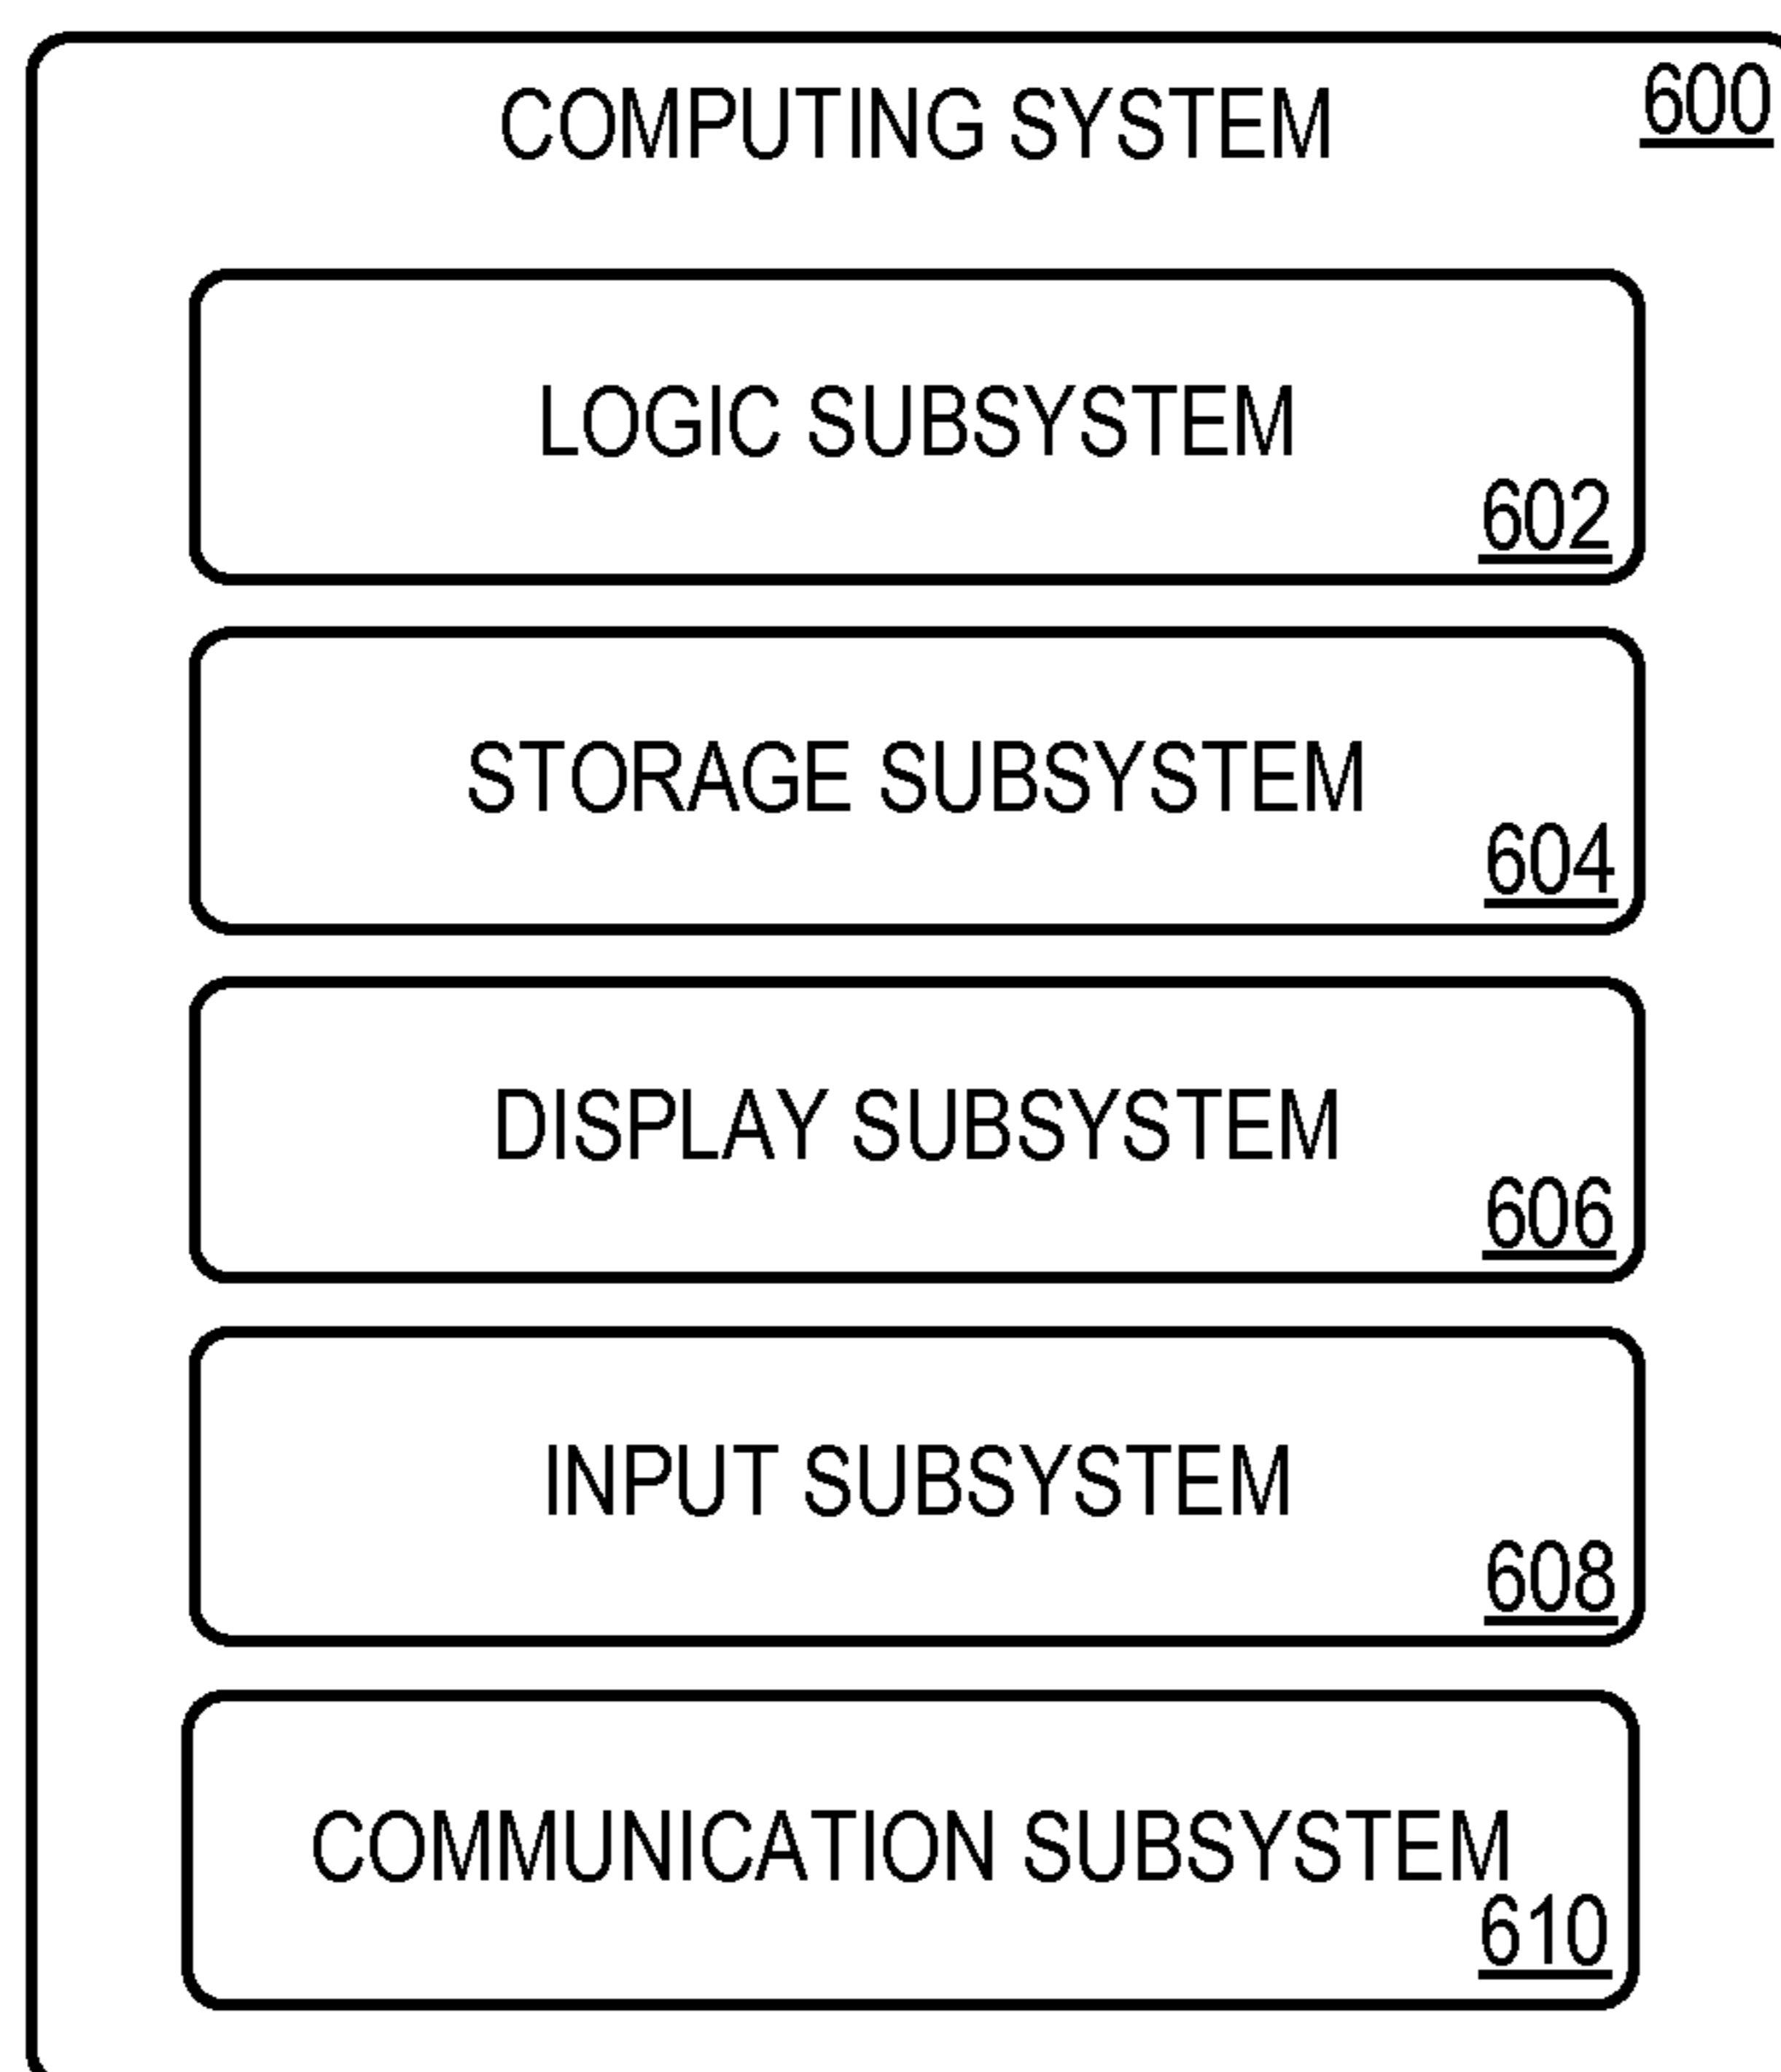 COMPUTING SYSTEM 600
LOGIC SUBSYSTEM
602
STORAGE SUBSYSTEM
604
DISPLAY SUBSYSTEM
606
INPUT SUBSYSTEM
608
COMMUNICATION SUBSYSTEM
610